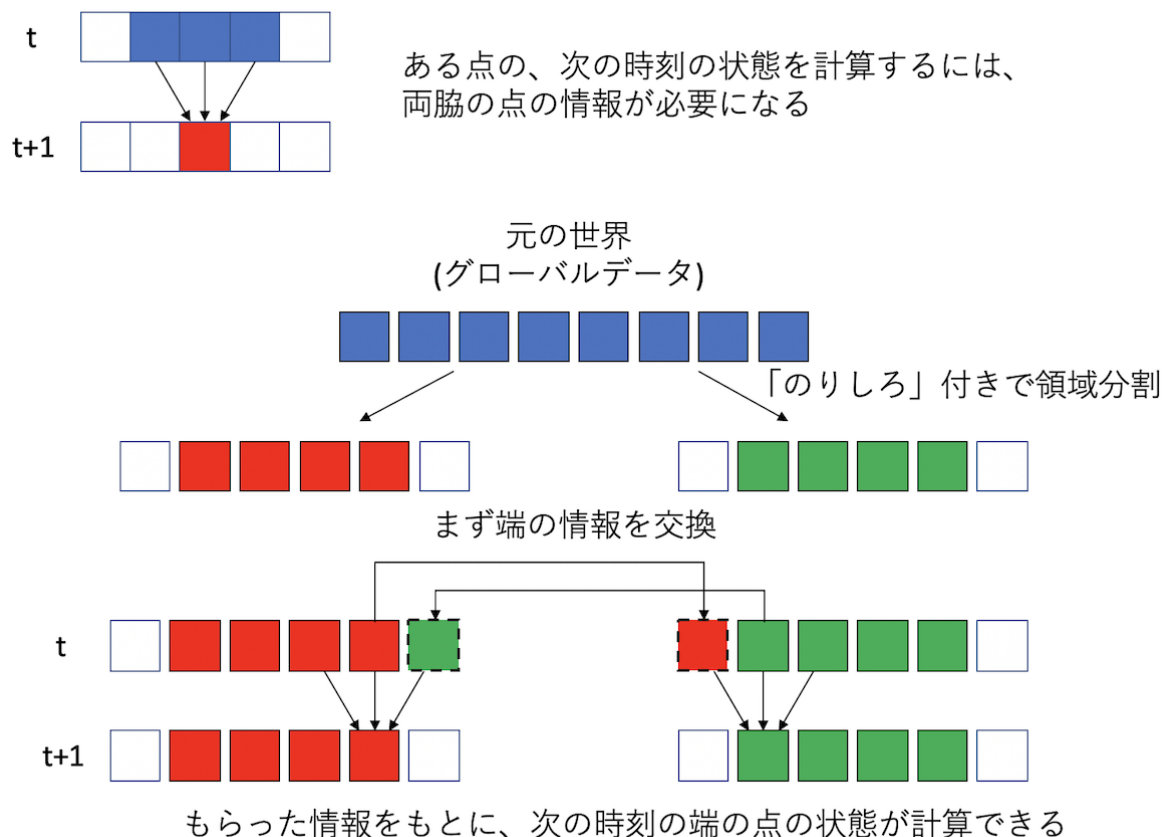 t
ある点の、次の時刻の状態を計算するには、
両脇の点の情報が必要になる
t+1
元の世界
(グローバルデータ)
「のりしろ」付きで領域分割
まず端の情報を交換
t
t+1
もらった情報をもとに、次の時刻の端の点の状態が計算できる